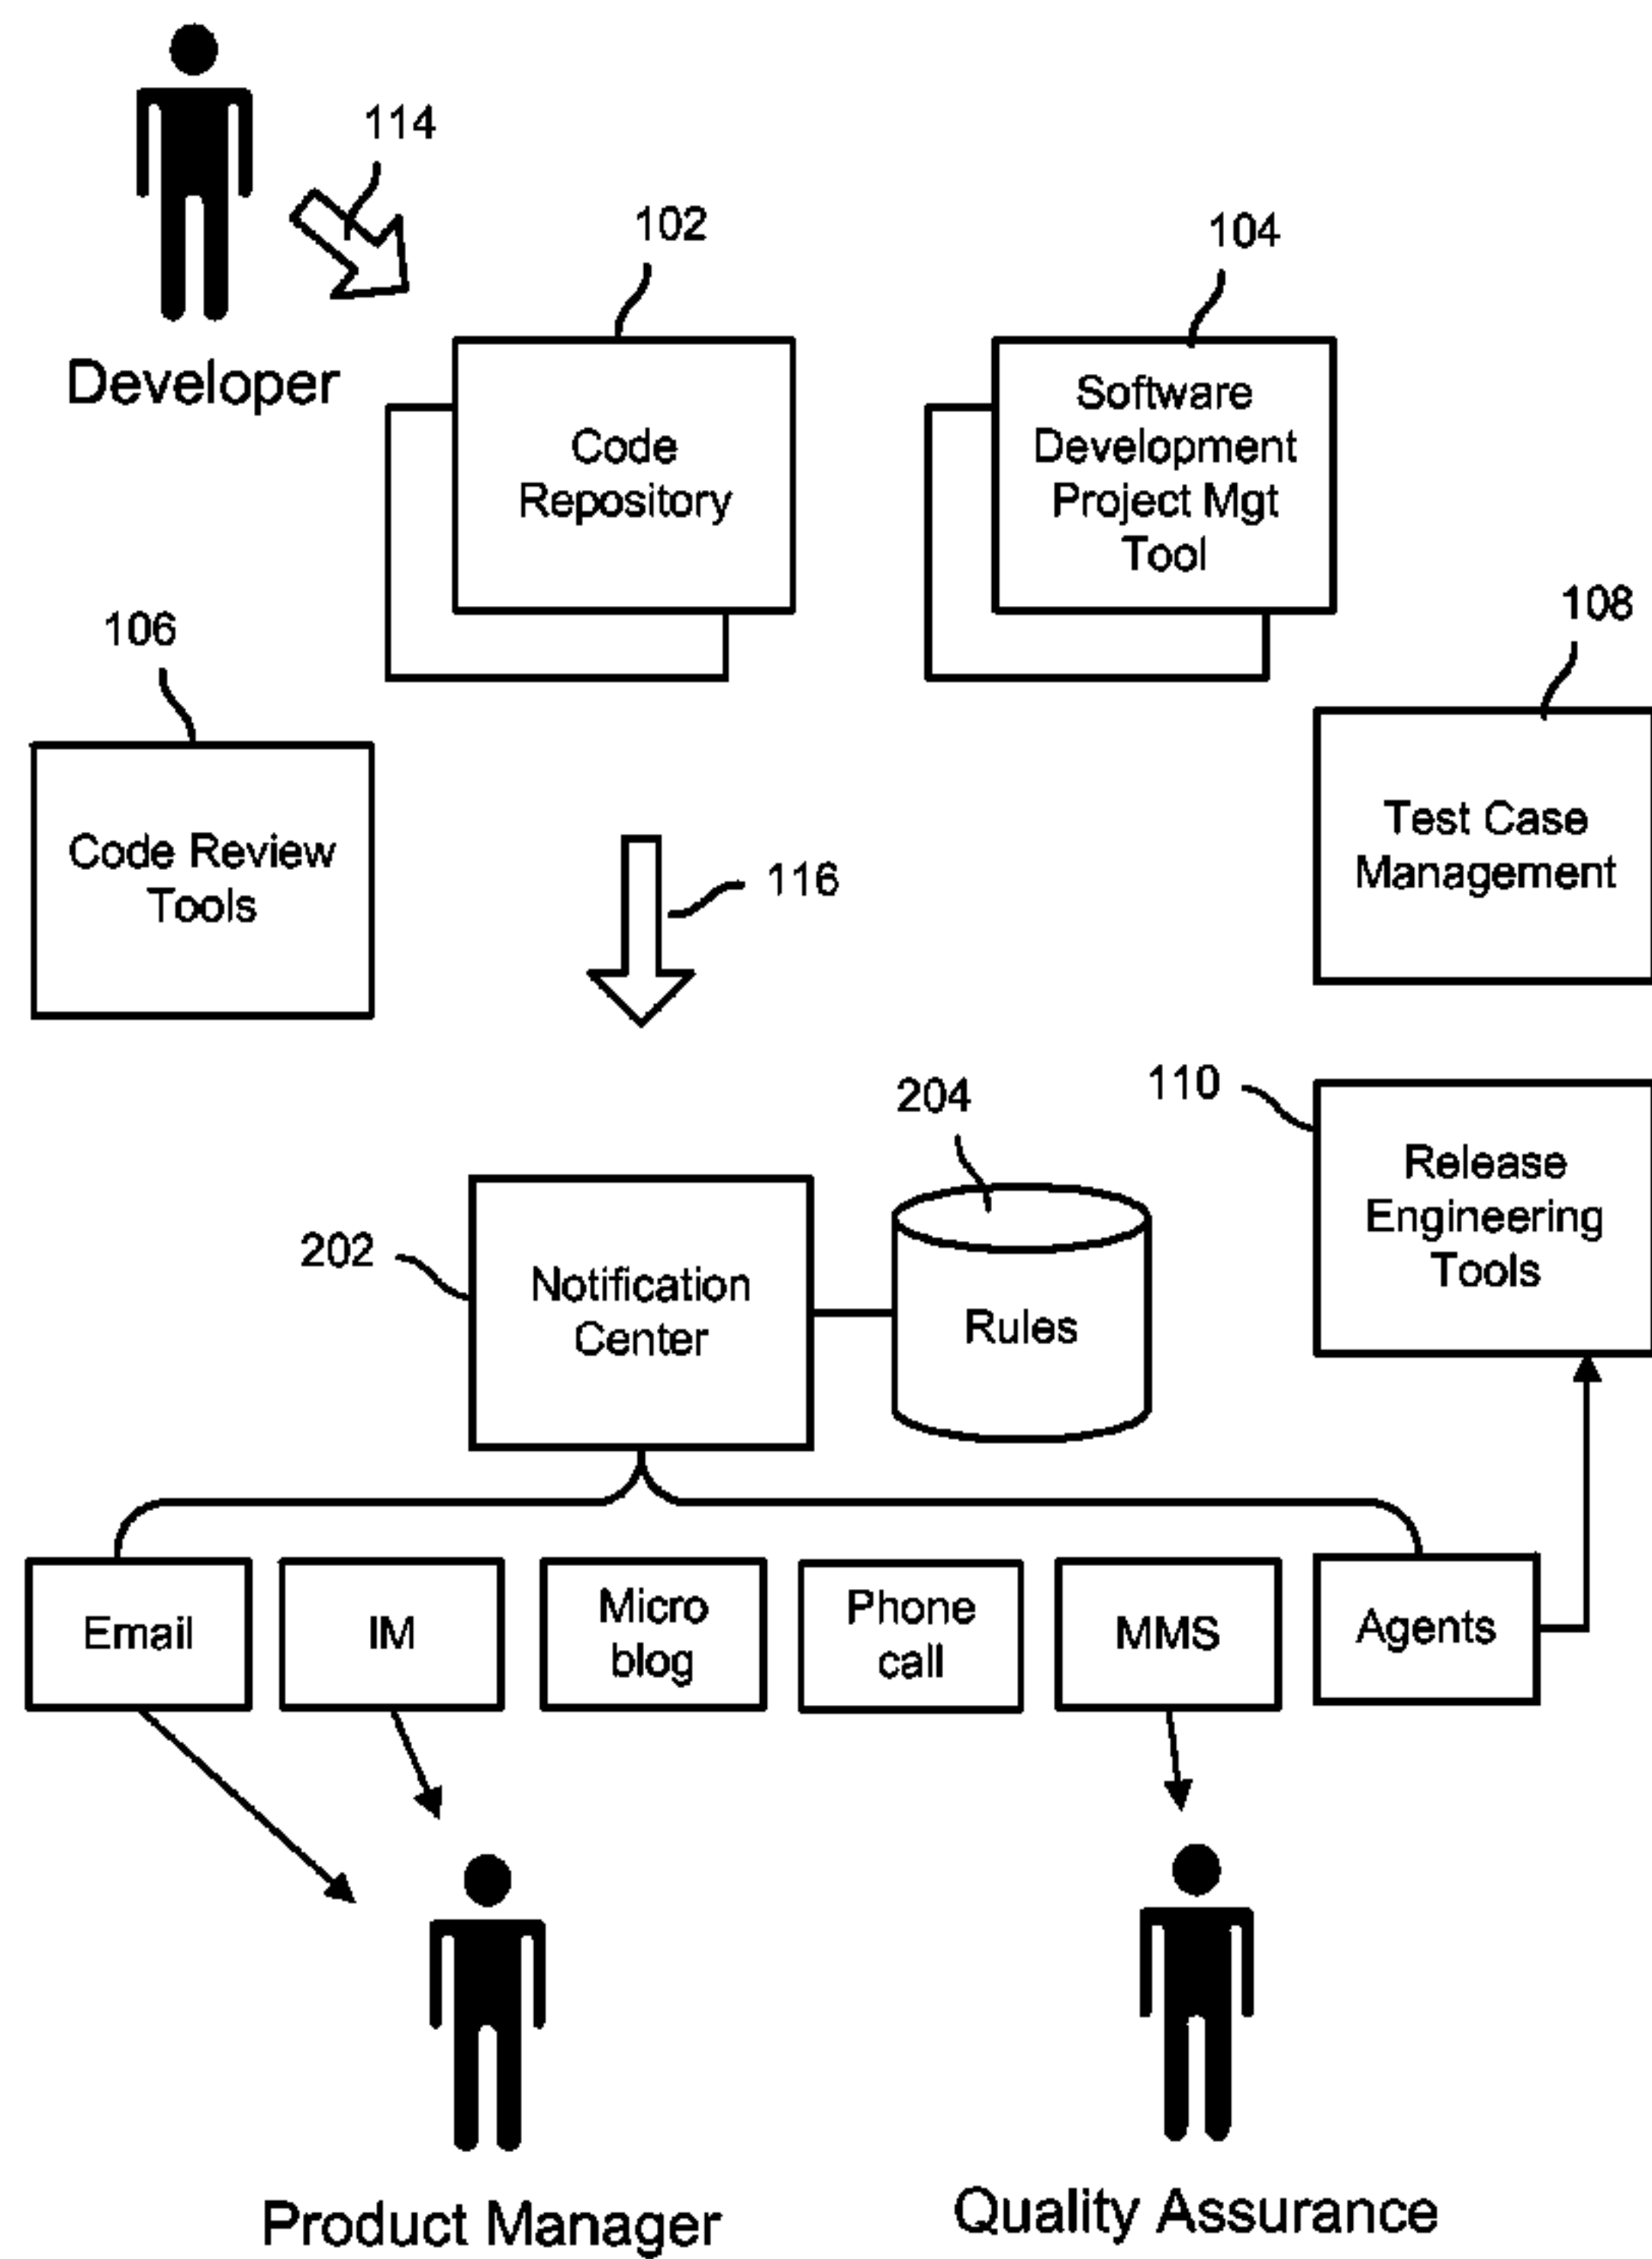 114
102
104
Developer
Code
Repository
Software
Development
Project Mgt
Tool
106
108
Code Review
Tools
116
Test Case
Management
204
110
Release
Engineering
Tools
202
Notification
Center
Rules
Email
IM
Micro
blog
Phone
call
MMS
Agents
Product Manager
Quality Assurance